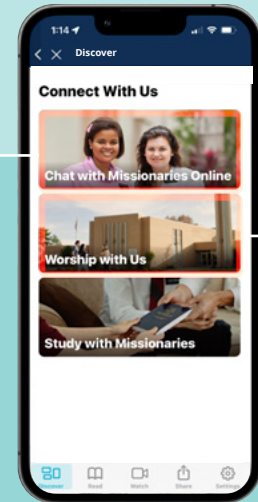 1:14
Discover
Connect With Us
Chat with Missionaries Online
Worship with Us
Study with Missionaries
Discover Read Watch Share Settings